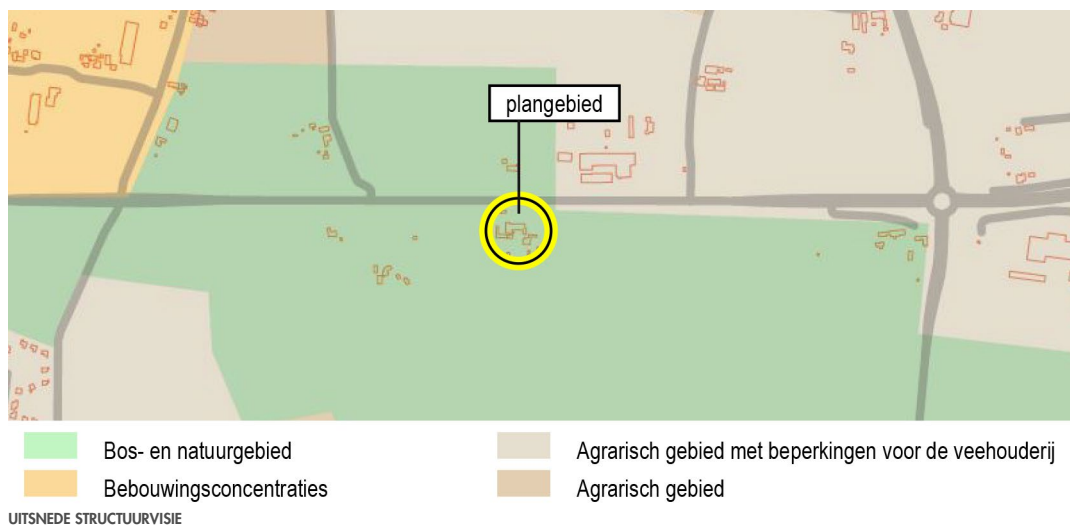 plangebied
Bos- en natuurgebied
Agrarisch gebied met beperkingen voor de veehouderij
Bebouwingsconcentraties
Agrarisch gebied
UITSNEDE STRUCTUURVISIE